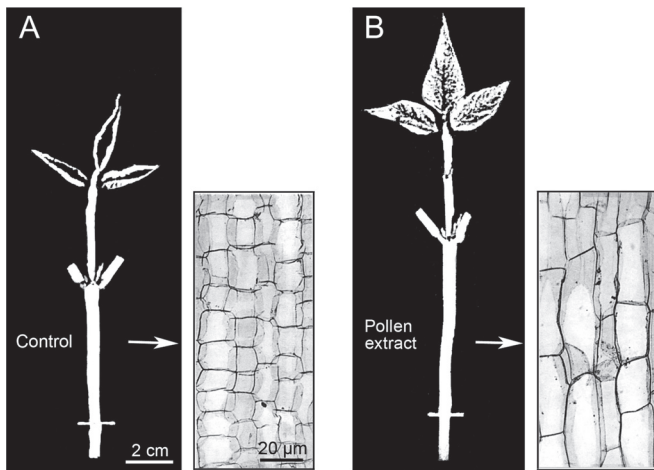 A
Control
2 cm
20 µm
B
Pollen
extract